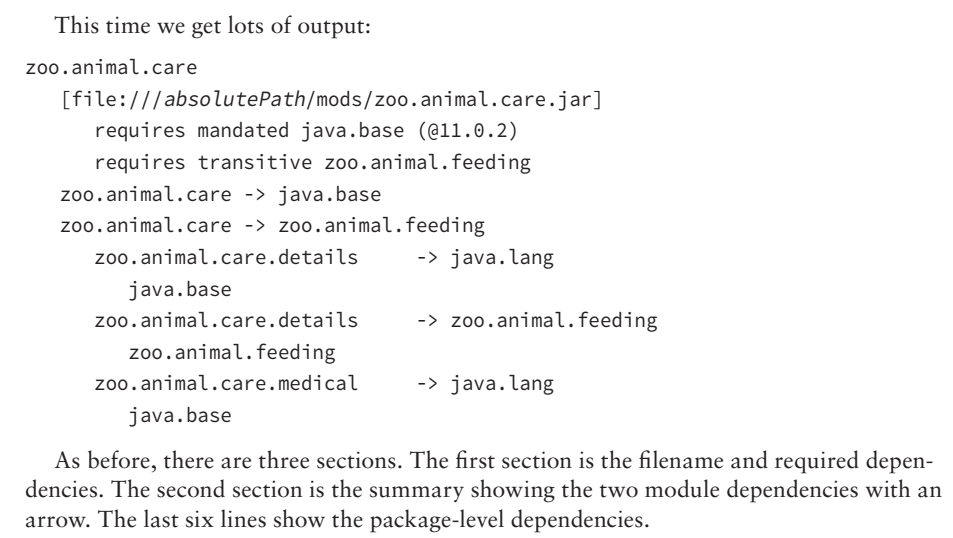 This time we get lots of output:
zoo.animal.care
[file:///absolutePath/mods/zoo.animal.care.jar]
requires mandated java.base (@11.0.2)
requires transitive zoo.animal.feeding
zoo.animal.care -> java.base
zoo.animal.care -> zoo.animal.feeding
zoo.animal.care.details -> java.lang
java.base
zoo.animal.care.details -> zoo.animal.feeding
zoo.animal.feeding
zoo.animal.care.medical -> java.lang
java.base
As before, there are three sections. The first section is the filename and required depen-
dencies. The second section is the summary showing the two module dependencies with an
arrow. The last six lines show the package-level dependencies.